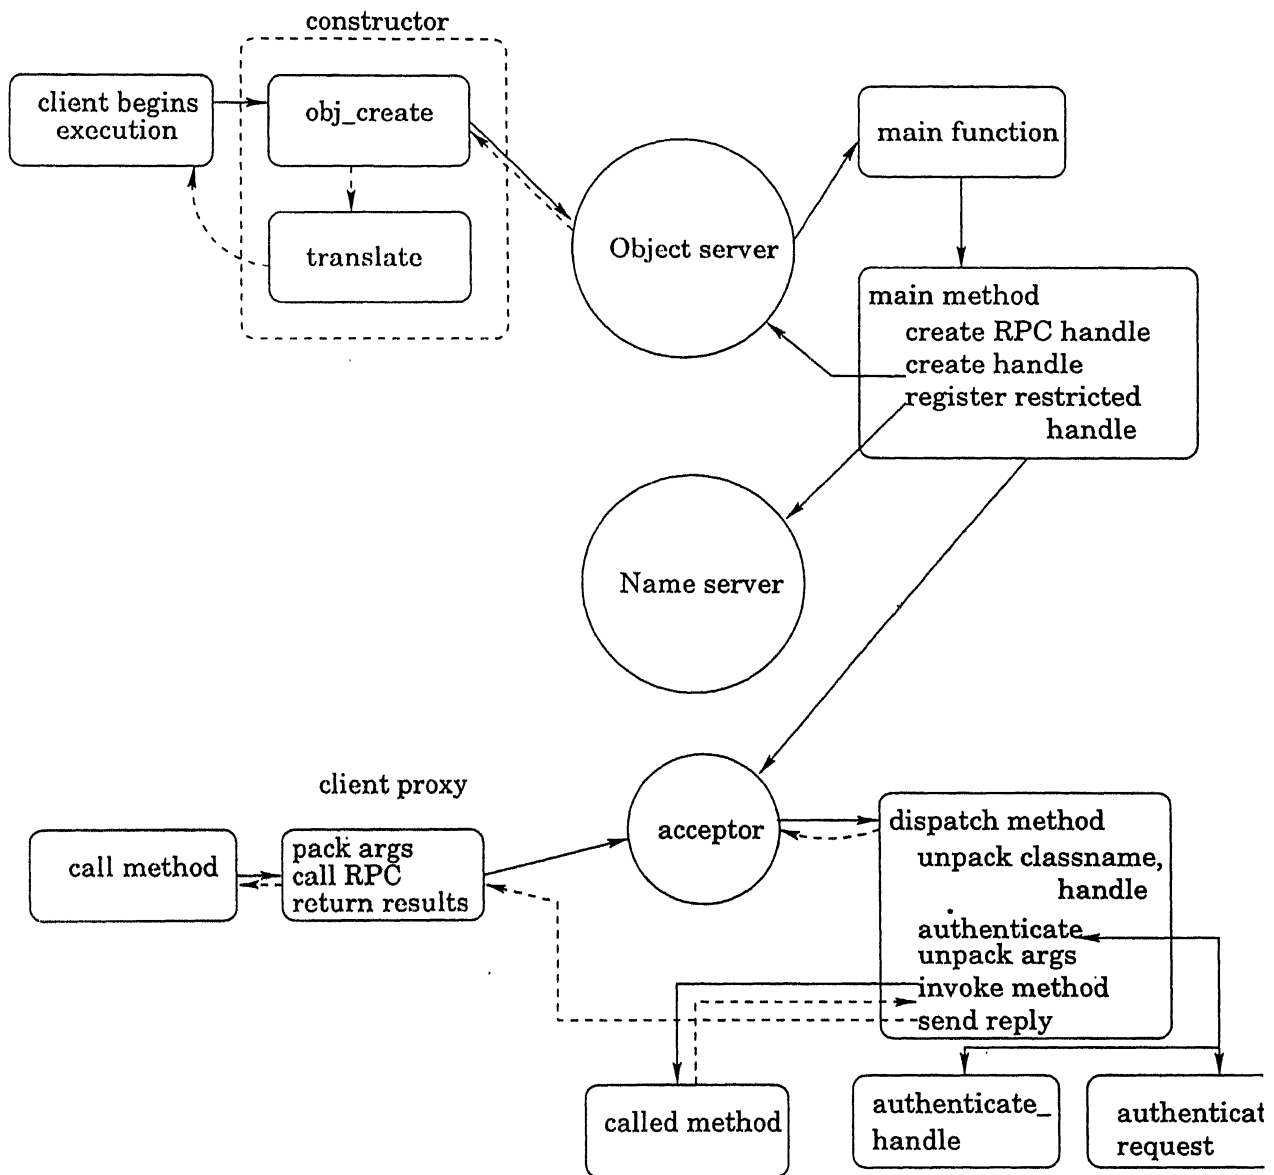 constructor
client begins
execution
obj_create
translate
Object server
main function
main method
create RPC handle
create handle
register restricted
handle
Name server
client proxy
call method
pack args
call RPC
return results
acceptor
dispatch method
unpack classname,
handle
authenticate
unpack args
invoke method
send reply
called method
authenticate_
handle
authenticat
request